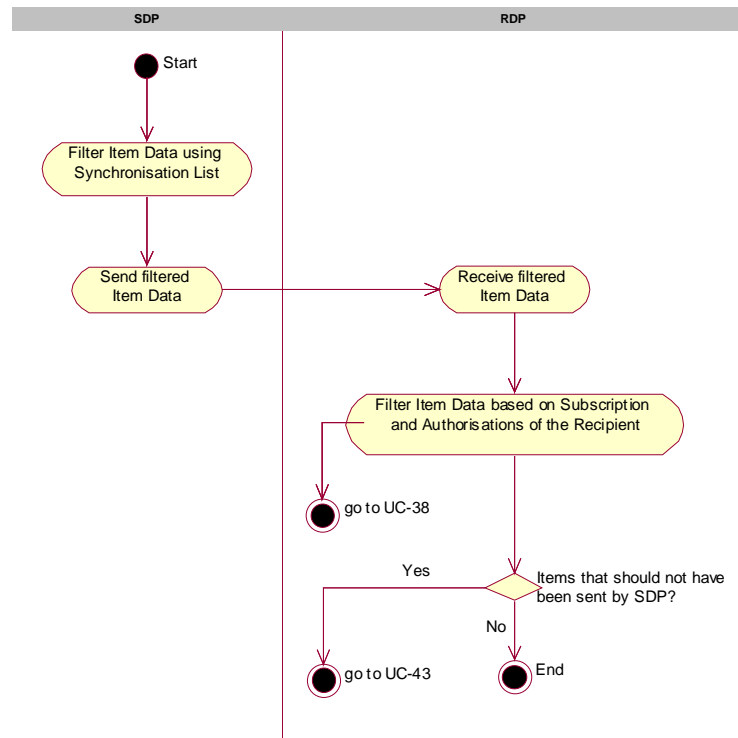 SDP
RDP
Start
Filter Item Data using
Synchronisation List
Send filtered
Item Data
Receive filtered
Item Data
Filter Item Data based on Subscription
and Authorisations of the Recipient
go to UC-38
Yes
Items that should not have
been sent by SDP?
No
go to UC-43
End